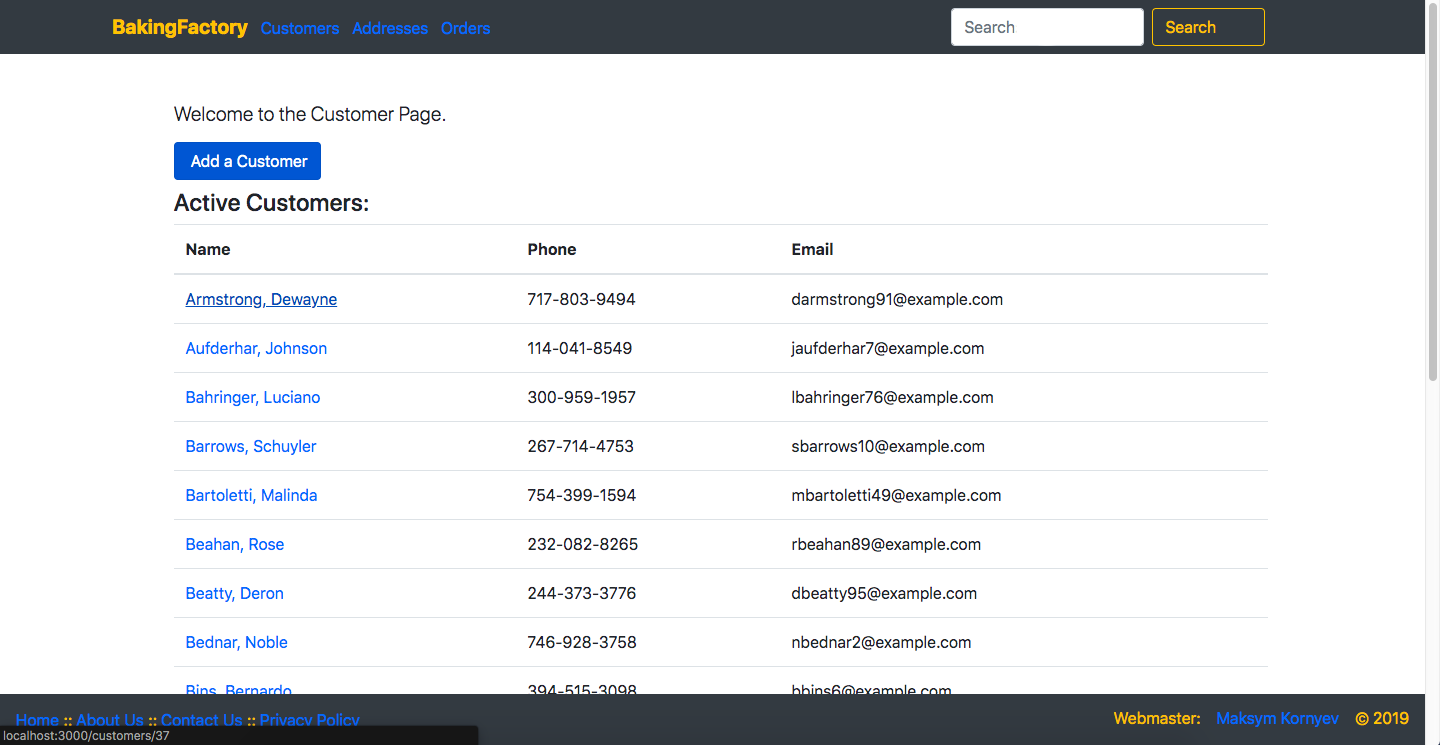 BakingFactory Customers Addresses Orders Search Search
Welcome to the Customer Page.
Add a Customer
Active Customers:
Name Phone Email
Armstrong, Dewayne 717-803-9494 darmstrong91@example.com
Aufderhar, Johnson 114-041-8549 jaufderhar7@example.com
Bahringer, Luciano 300-959-1957 lbahringer76@example.com
Barrows, Schuyler 267-714-4753 sbarrows10@example.com
Bartoletti, Malinda 754-399-1594 mbartoletti49@example.com
Beahan, Rose 232-082-8265 rbeahan89@example.com
Beatty, Deron 244-373-3776 dbeatty95@example.com
Bednar, Noble 746-928-3758 nbednar2@example.com
Bins, Bernardo 394-515-3098 bbins6@example.com
Home :: About Us :: Contact Us :: Privacy Policy Webmaster: Maksym Kornyev © 2019
localhost:3000/customers/37